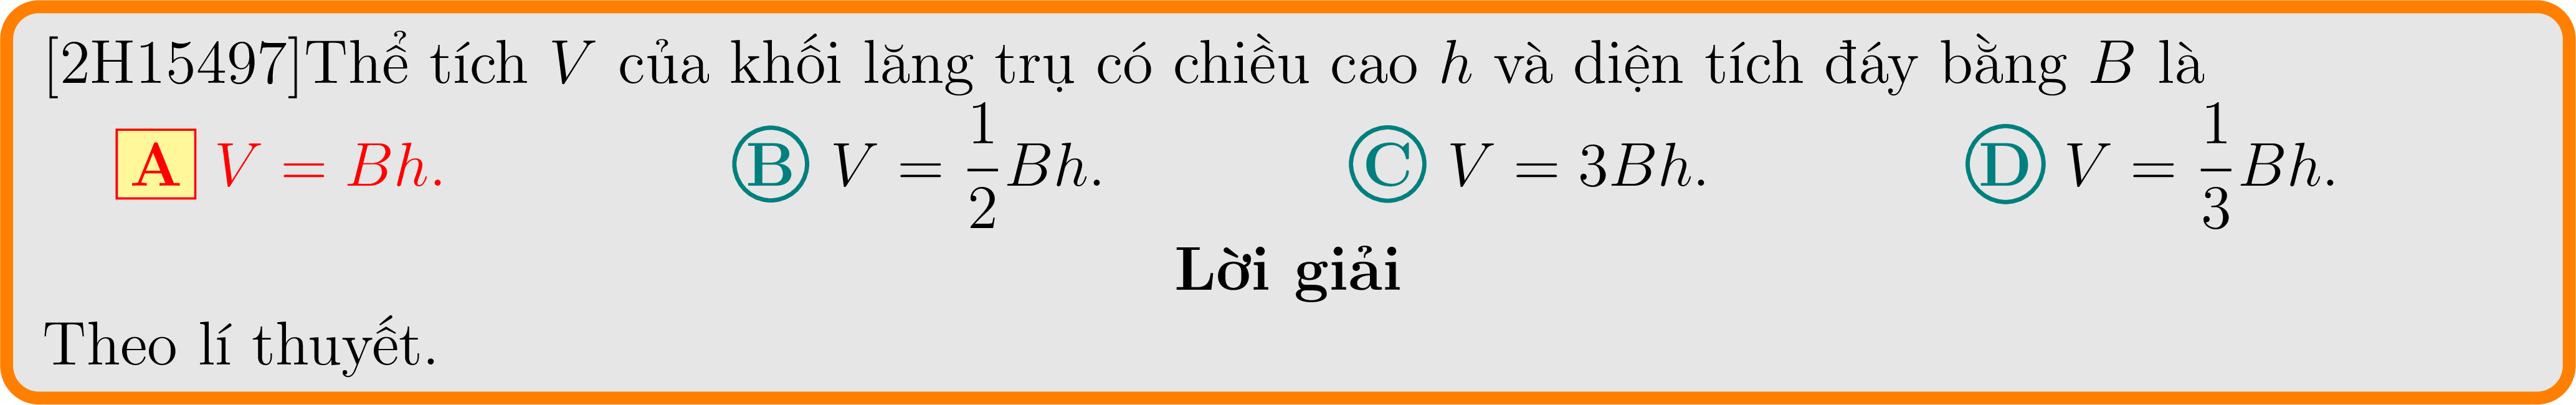 [2H15497]Thể tích V của khối lăng trụ có chiều cao h và diện tích đáy bằng B là
A V = Bh. B V = \frac{1}{2}Bh. C V = 3Bh. D V = \frac{1}{3}Bh.
Lời giải
Theo lí thuyết.